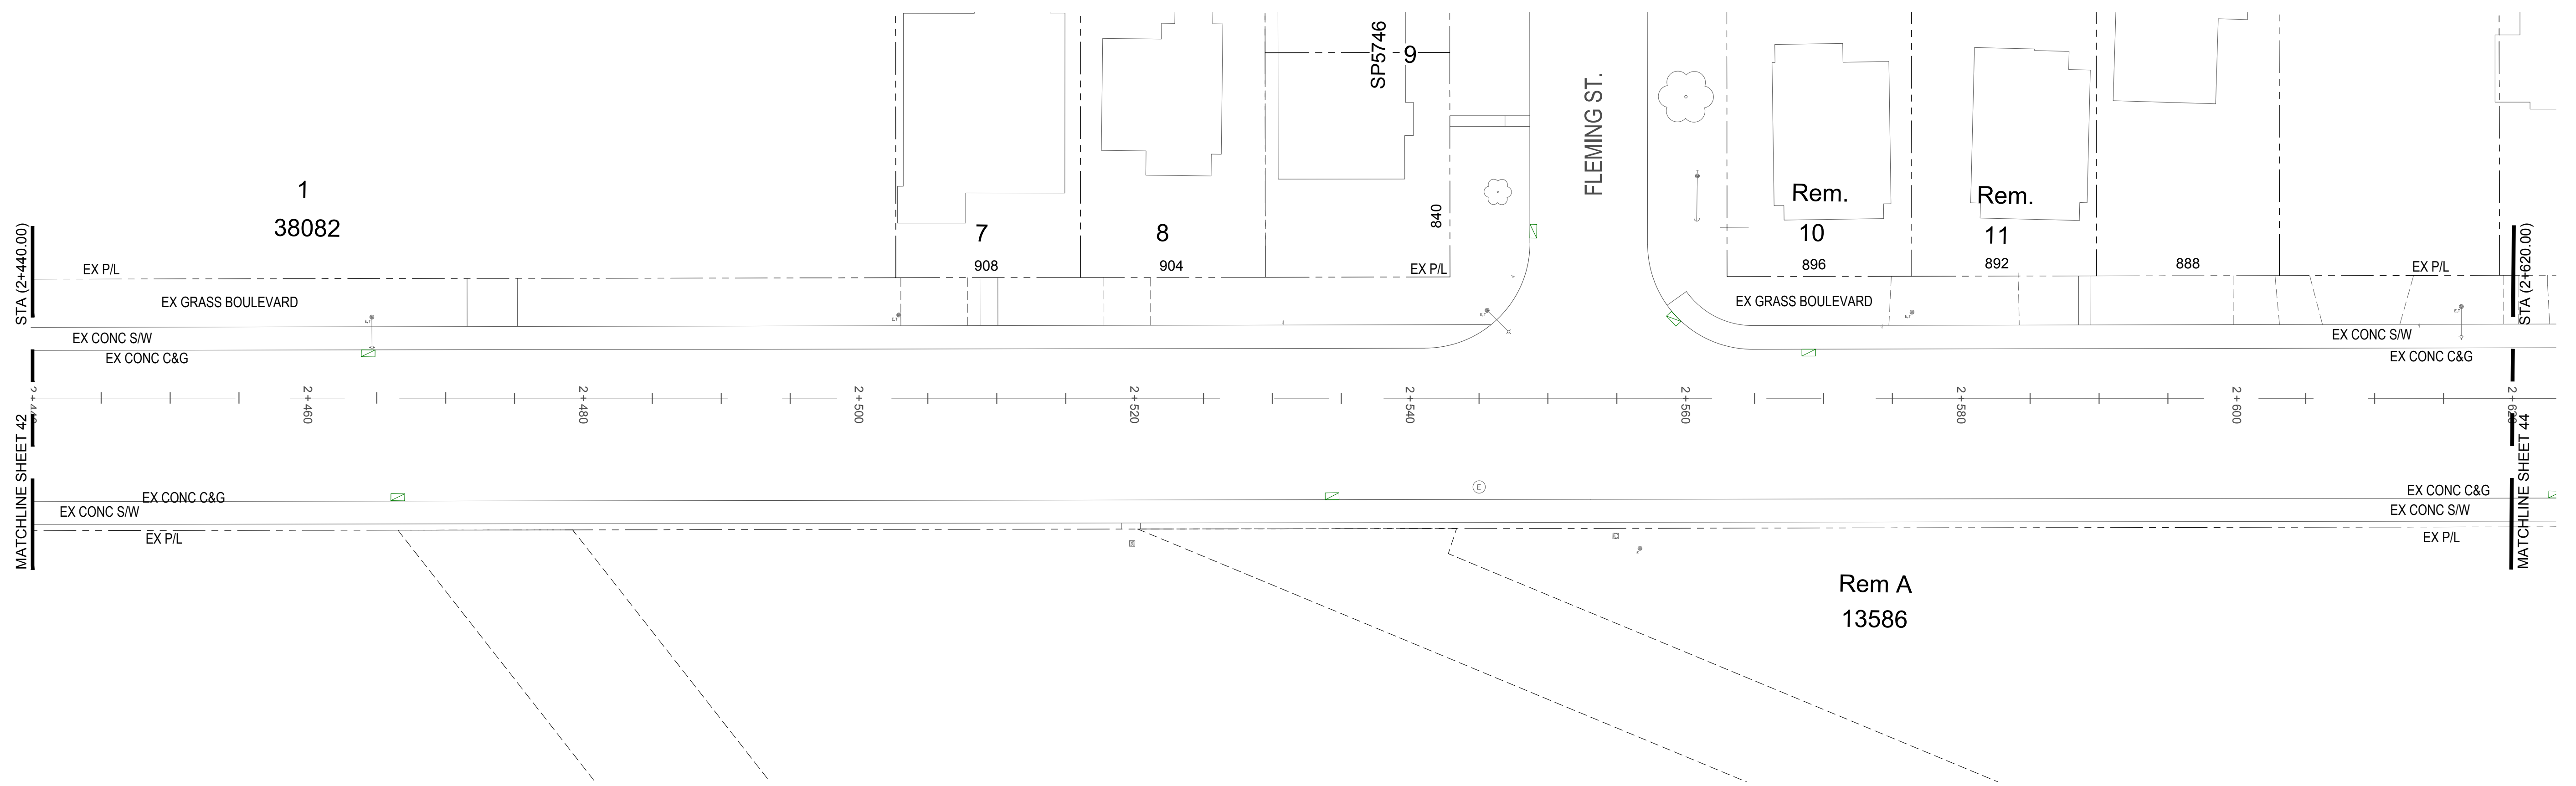 SP5746
9
FLEMING ST.
1
38082
840
Rem.
Rem.
7
8
10
11
908
904
896
892
888
STA (2+440.00)
STA (2+620.00)
EX P/L
EX P/L
EX P/L
EX GRASS BOULEVARD
EX GRASS BOULEVARD
EX CONC S/W
EX CONC S/W
EX CONC C&G
EX CONC C&G
2+440
2+460
2+480
2+500
2+520
2+540
2+560
2+580
2+600
2+620
MATCHLINE SHEET 42
MATCHLINE SHEET 44
E
EX CONC C&G
EX CONC C&G
EX CONC S/W
EX CONC S/W
EX P/L
EX P/L
Rem A
13586